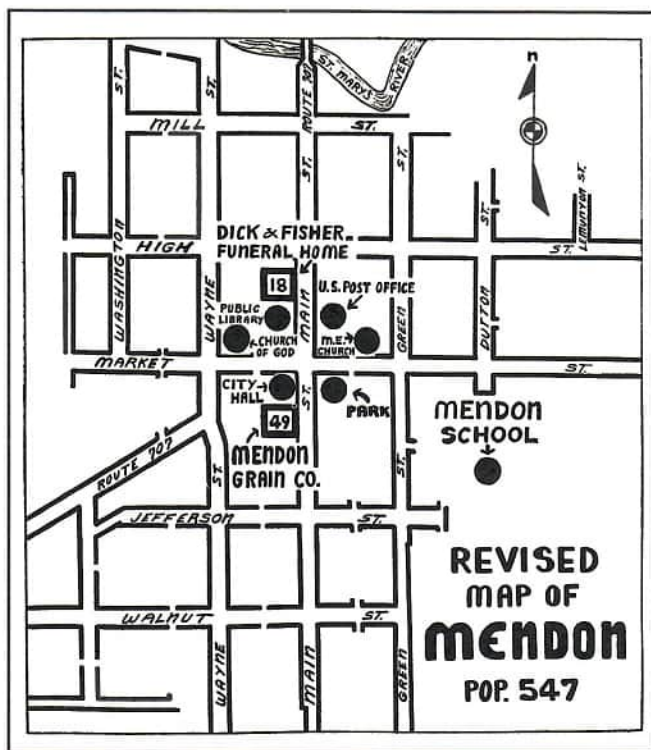 ST.
ST.
ROUTE 707
ST. MARYS
RIVER
n
MILL
ST.
ST.
ST.
ST.
LEMUNYON ST.
WASHINGTON
HIGH
ST.
DICK & FISHER
FUNERAL HOME
18
WAYNE
MAIN
U.S. POST OFFICE
PUBLIC
LIBRARY
CHURCH
OF GOD
M.E.
CHURCH
GREEN
DUTTON
MARKET
ST.
CITY
HALL
ST.
PARK
49
MENDON
GRAIN CO.
MENDON
SCHOOL
ROUTE 707
ST.
ST.
JEFFERSON
ST.
WALNUT
ST.
WAYNE
MAIN
GREEN
REVISED
MAP OF
MENDON
POP. 547